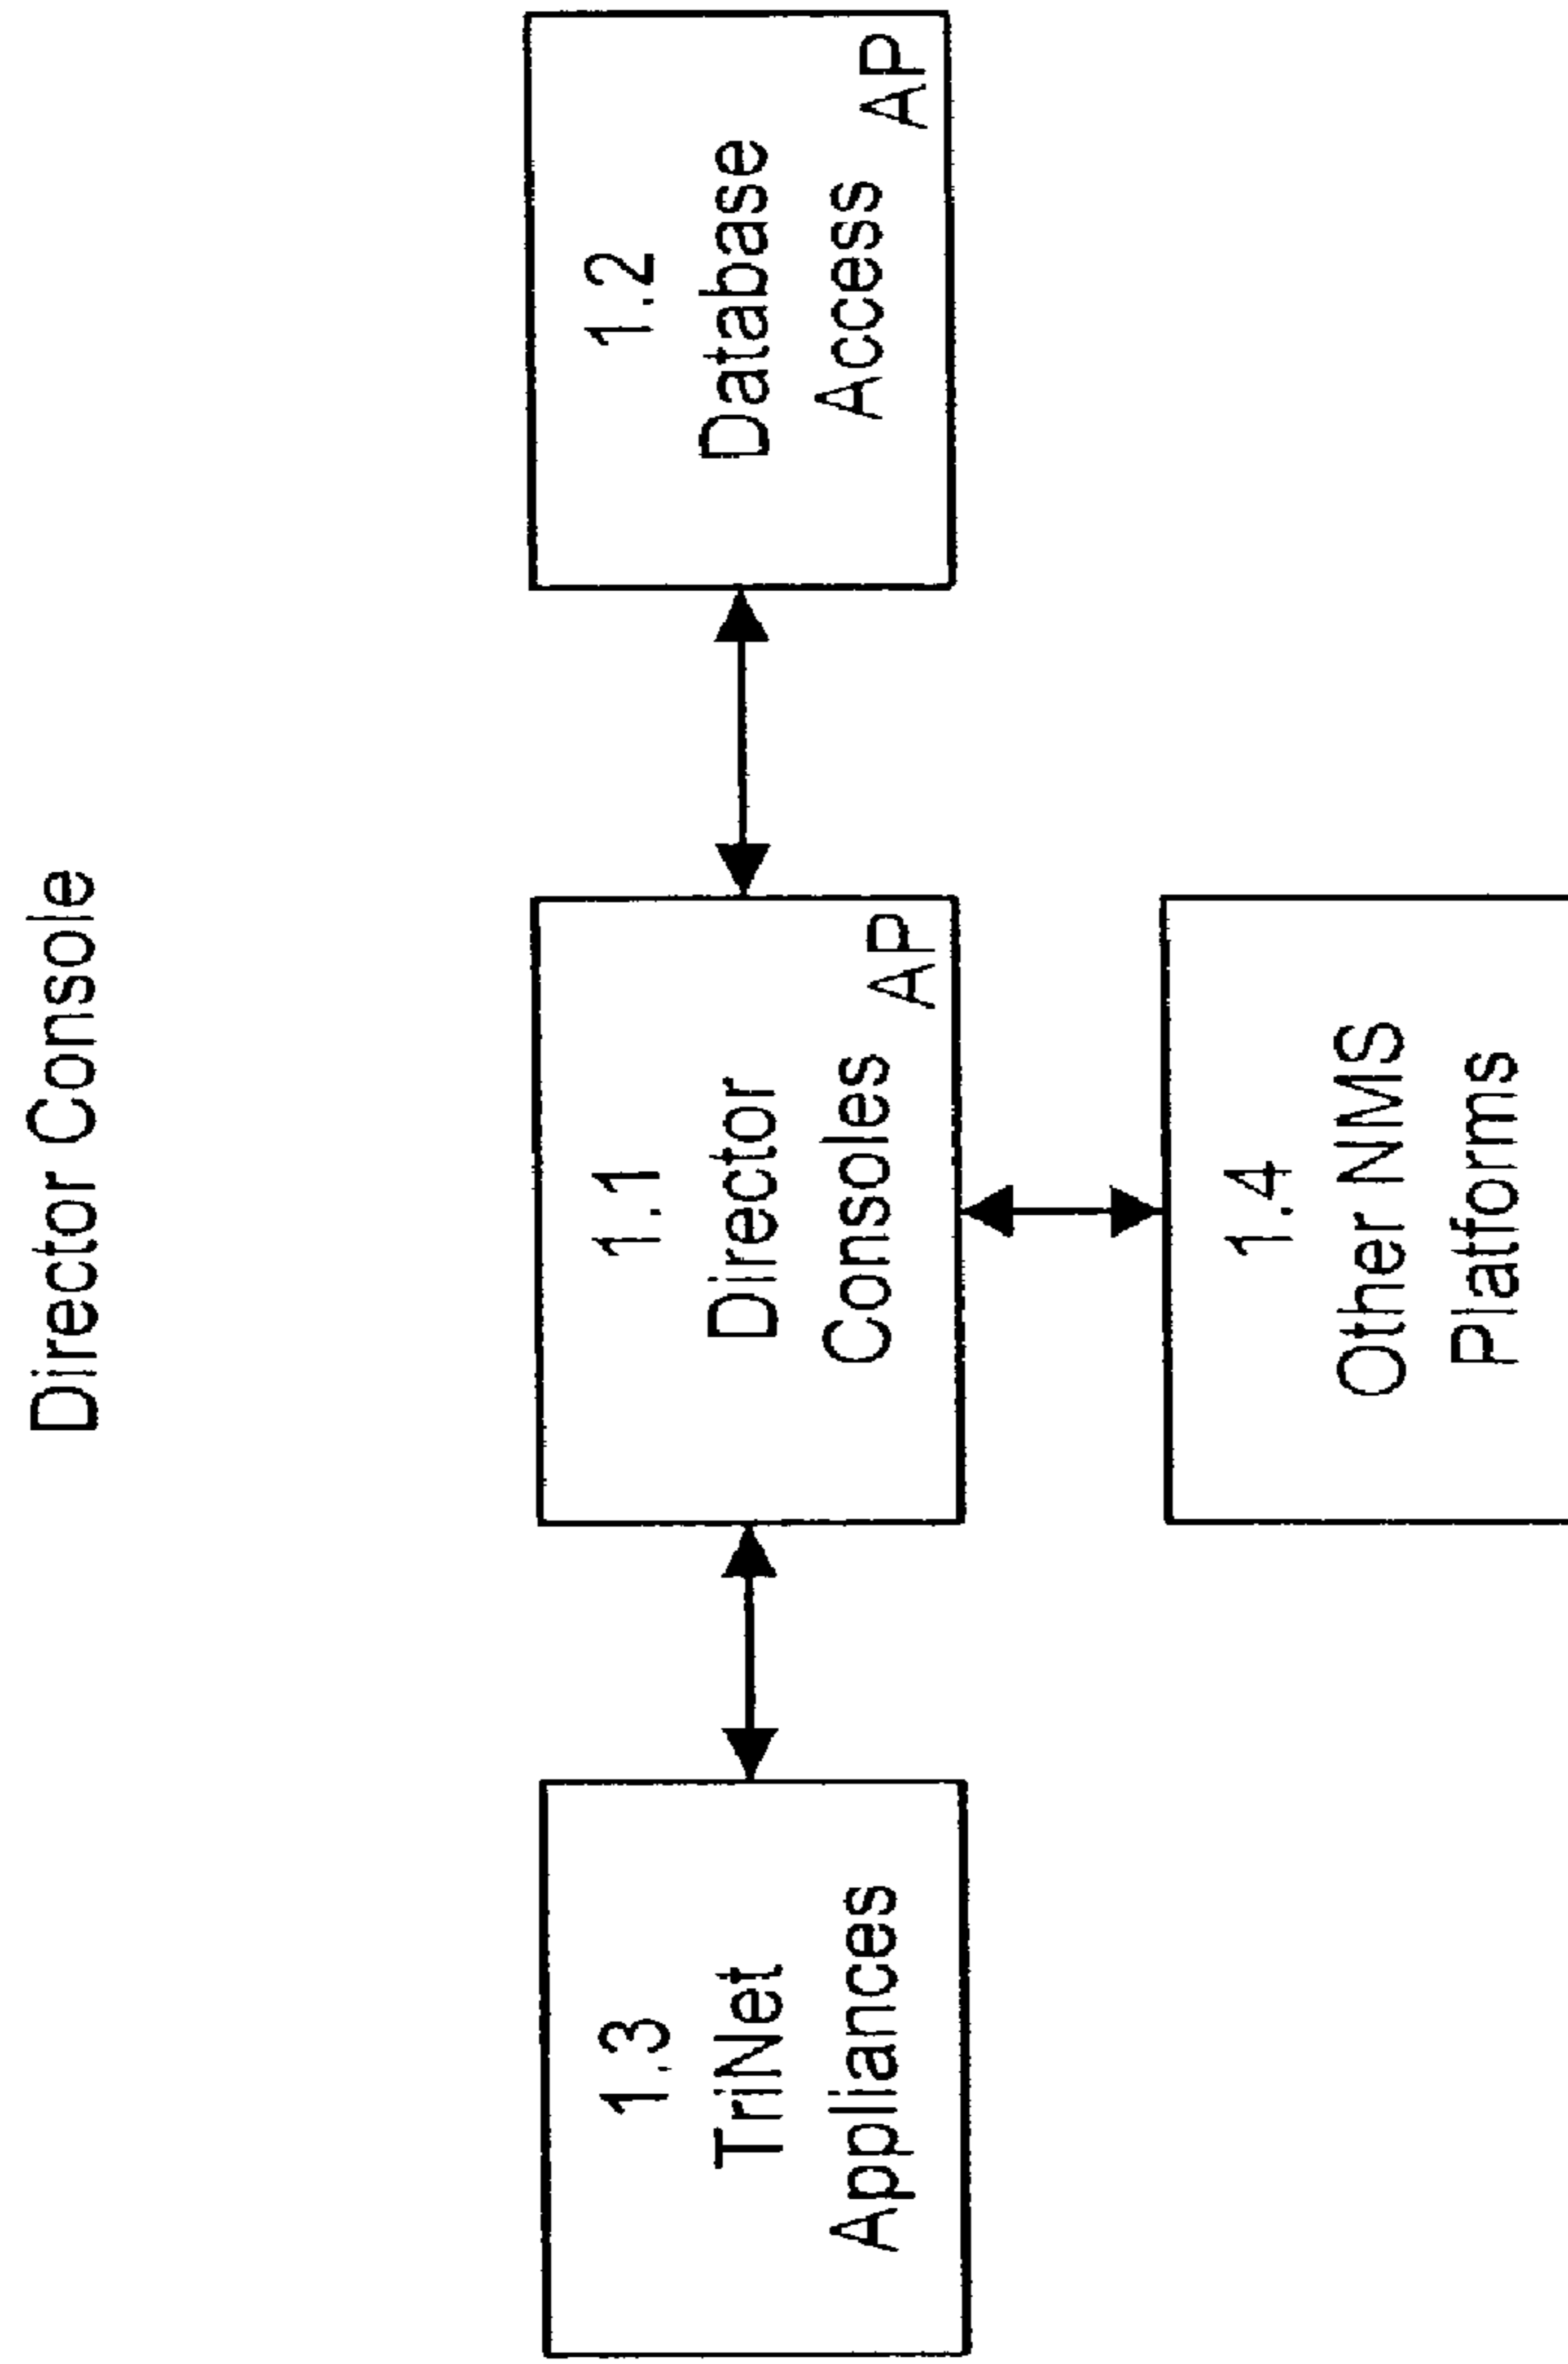 Director Console
1.3
TriNet
Appliances
1.1
Director
Consoles
AP
1.2
Database
Access
AP
1.4
Other NMS
Platforms